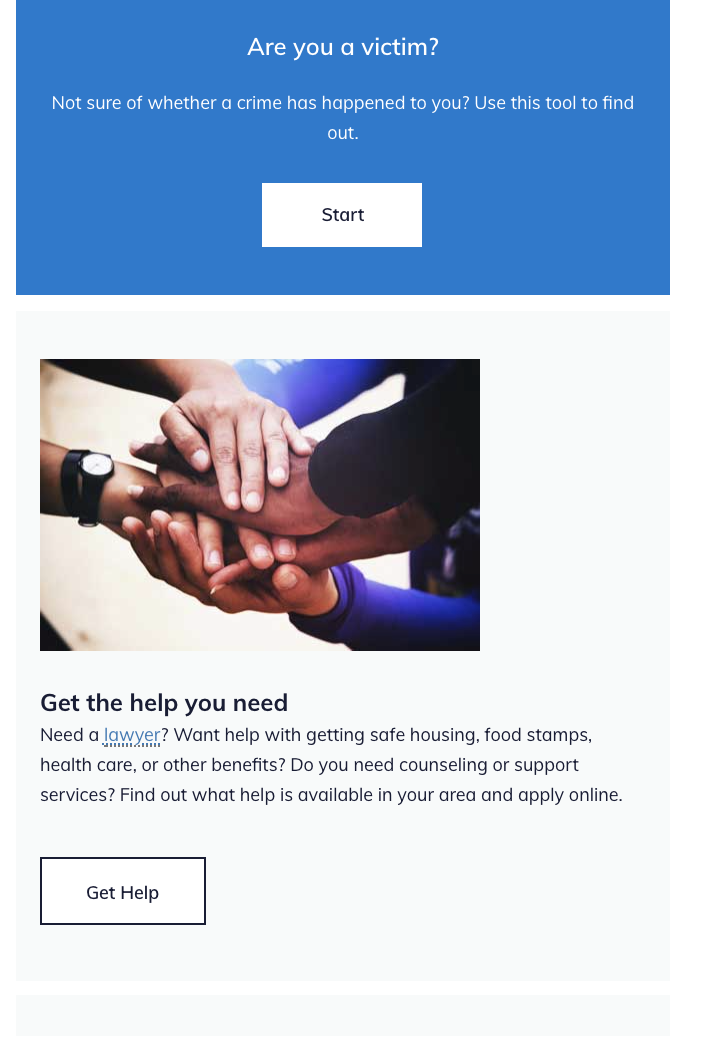 Are you a victim?
Not sure of whether a crime has happened to you? Use this tool to find
out.
Start
Get the help you need
Need a lawyer? Want help with getting safe housing, food stamps,
health care, or other benefits? Do you need counseling or support
services? Find out what help is available in your area and apply online.
Get Help